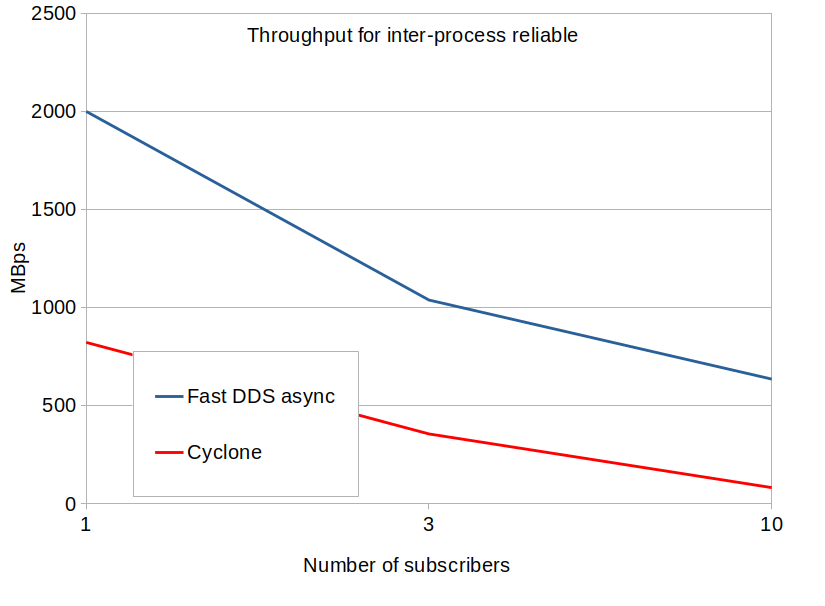 Throughput for inter-process reliable
2500
2000
1500
1000
500
0
MBps
Fast DDS async
Cyclone
1 3 10
Number of subscribers